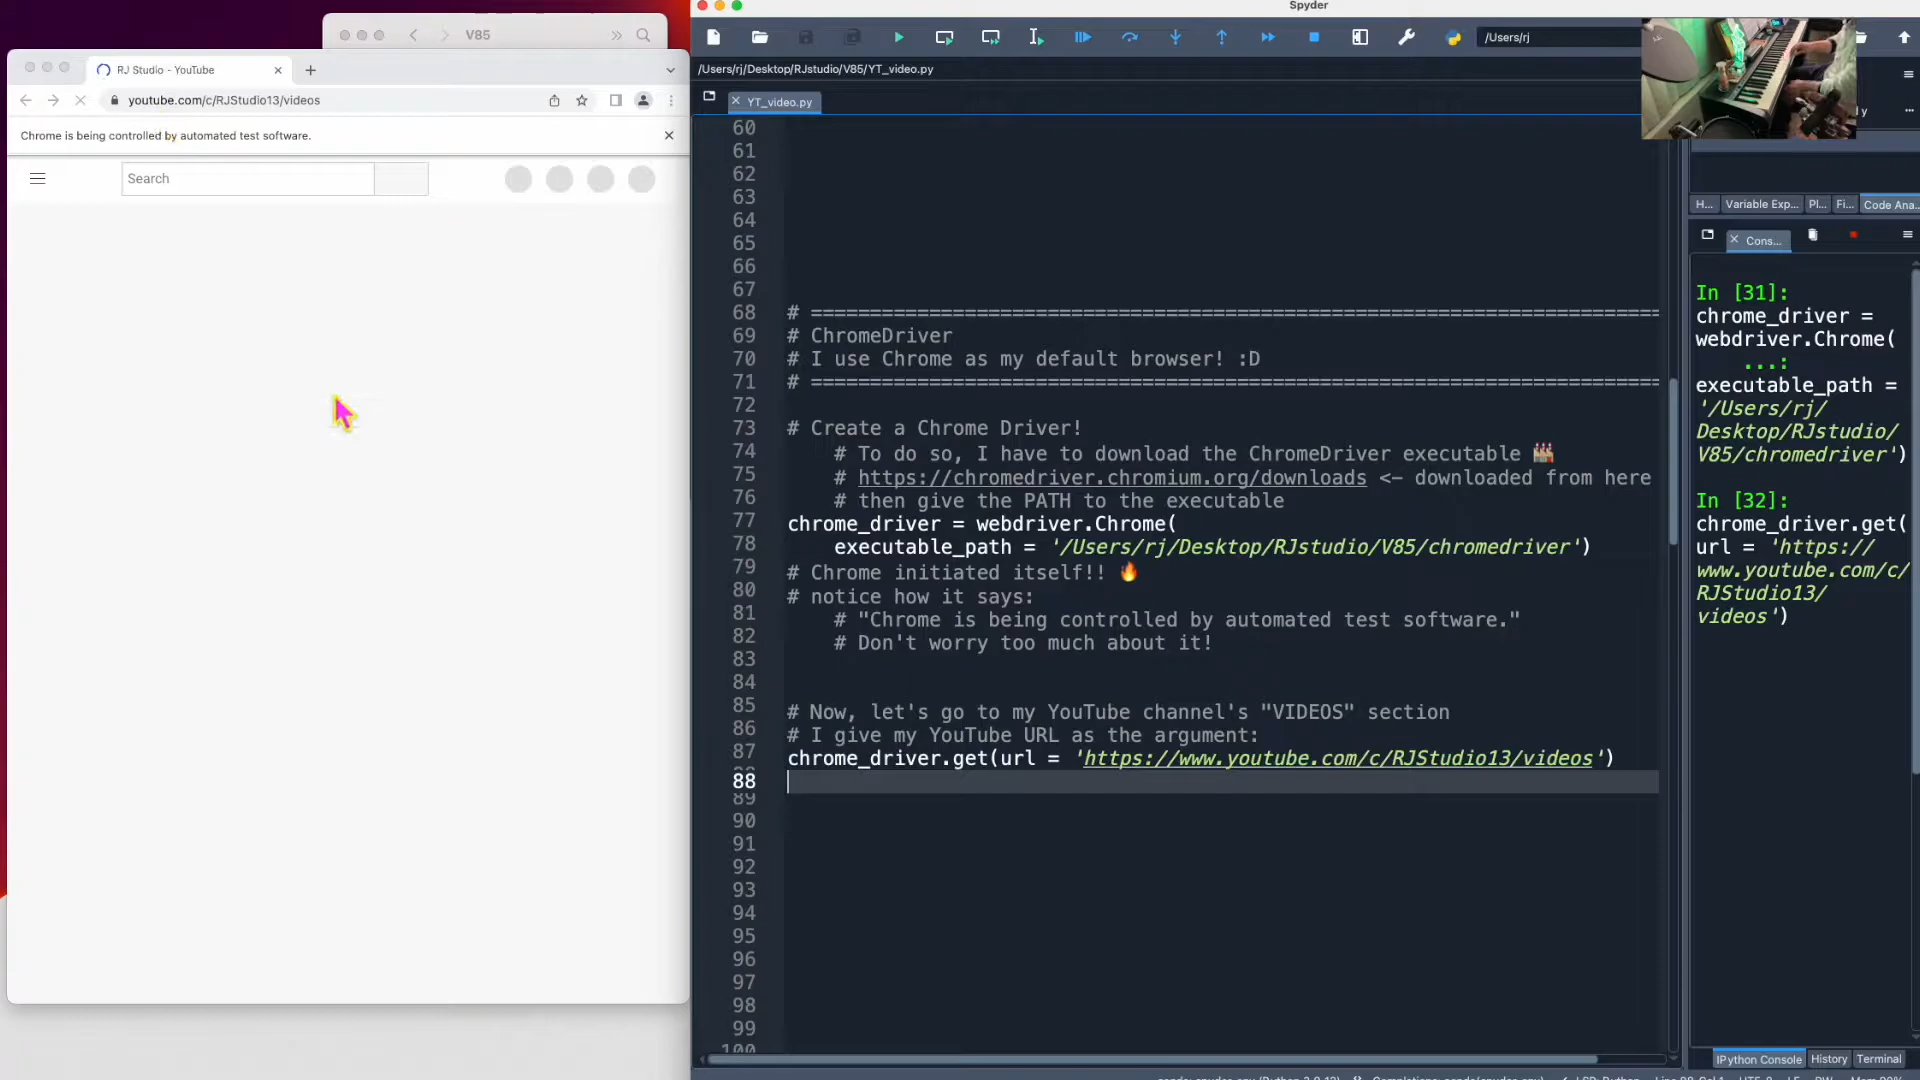 V85
Spyder
RJ Studio - YouTube
/Users/rj
youtube.com/c/RJStudio13/videos
/Users/rj/Desktop/RJstudio/V85/YT_video.py
Chrome is being controlled by automated test software.
YT_video.py
Search
60
61
62
63
64
65
66
67
68 # =======================================================================
69 # ChromeDriver
70 # I use Chrome as my default browser! :D
71 # =======================================================================
72
73 # Create a Chrome Driver!
74 # To do so, I have to download the ChromeDriver executable
75 # https://chromedriver.chromium.org/downloads <- downloaded from here
76 # then give the PATH to the executable
77 chrome_driver = webdriver.Chrome(
78 executable_path = '/Users/rj/Desktop/RJstudio/V85/chromedriver')
79 # Chrome initiated itself!! 🔥
80 # notice how it says:
81 # "Chrome is being controlled by automated test software."
82 # Don't worry too much about it!
83
84
85 # Now, let's go to my YouTube channel's "VIDEOS" section
86 # I give my YouTube URL as the argument:
87 chrome_driver.get(url = 'https://www.youtube.com/c/RJStudio13/videos')
88
89
90
91
92
93
94
95
96
97
98
99
100
H... Variable Exp... Pl... Fi... Code Ana...
Cons...
In [31]:
chrome_driver =
webdriver.Chrome(
...:
executable_path =
'/Users/rj/
Desktop/RJstudio/
V85/chromedriver')
In [32]:
chrome_driver.get(
url = 'https://
www.youtube.com/c/
RJStudio13/
videos')
IPython Console History Terminal